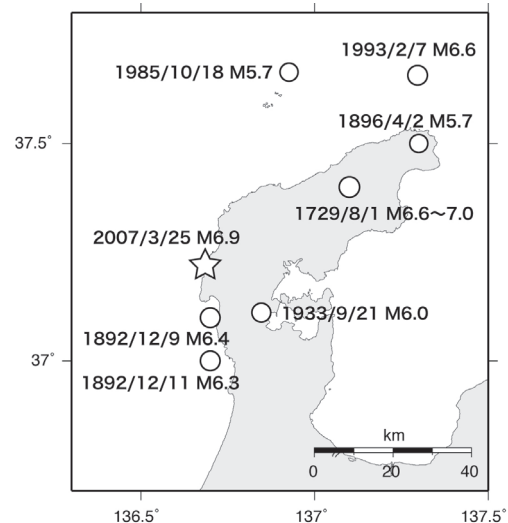 1993/2/7 M6.6
1985/10/18 M5.7
1896/4/2 M5.7
37.5°
1729/8/1 M6.6〜7.0
2007/3/25 M6.9
1933/9/21 M6.0
1892/12/9 M6.4
37°
1892/12/11 M6.3
km
0 20 40
136.5° 137° 137.5°